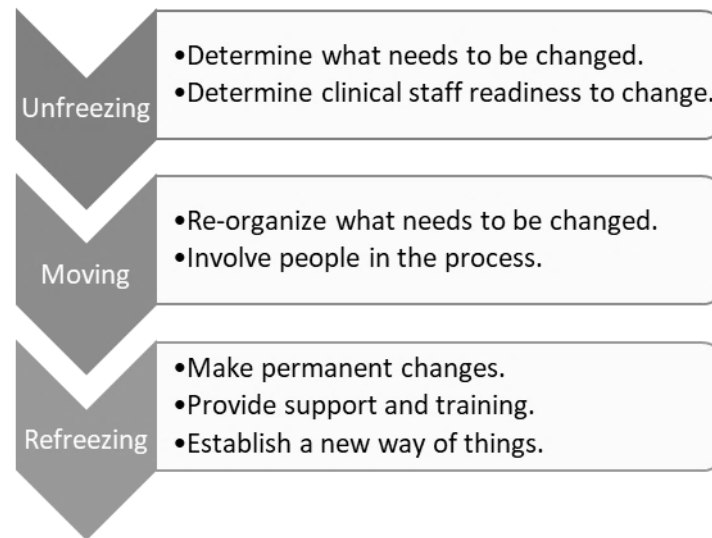 Unfreezing
•Determine what needs to be changed.
•Determine clinical staff readiness to change.
Moving
•Re-organize what needs to be changed.
•Involve people in the process.
Refreezing
•Make permanent changes.
•Provide support and training.
•Establish a new way of things.